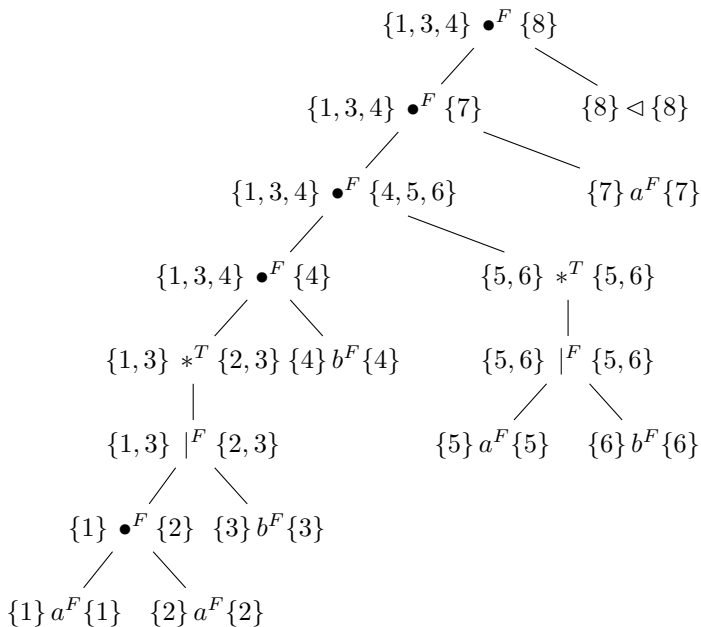 {1, 3, 4} •^F {8}
{1, 3, 4} •^F {7} {8} ◁ {8}
{1, 3, 4} •^F {4, 5, 6} {7} a^F {7}
{1, 3, 4} •^F {4} {5, 6} ∗^T {5, 6}
{1, 3} ∗^T {2, 3} {4} b^F {4} {5, 6} |^F {5, 6}
{1, 3} |^F {2, 3} {5} a^F {5} {6} b^F {6}
{1} •^F {2} {3} b^F {3}
{1} a^F {1} {2} a^F {2}